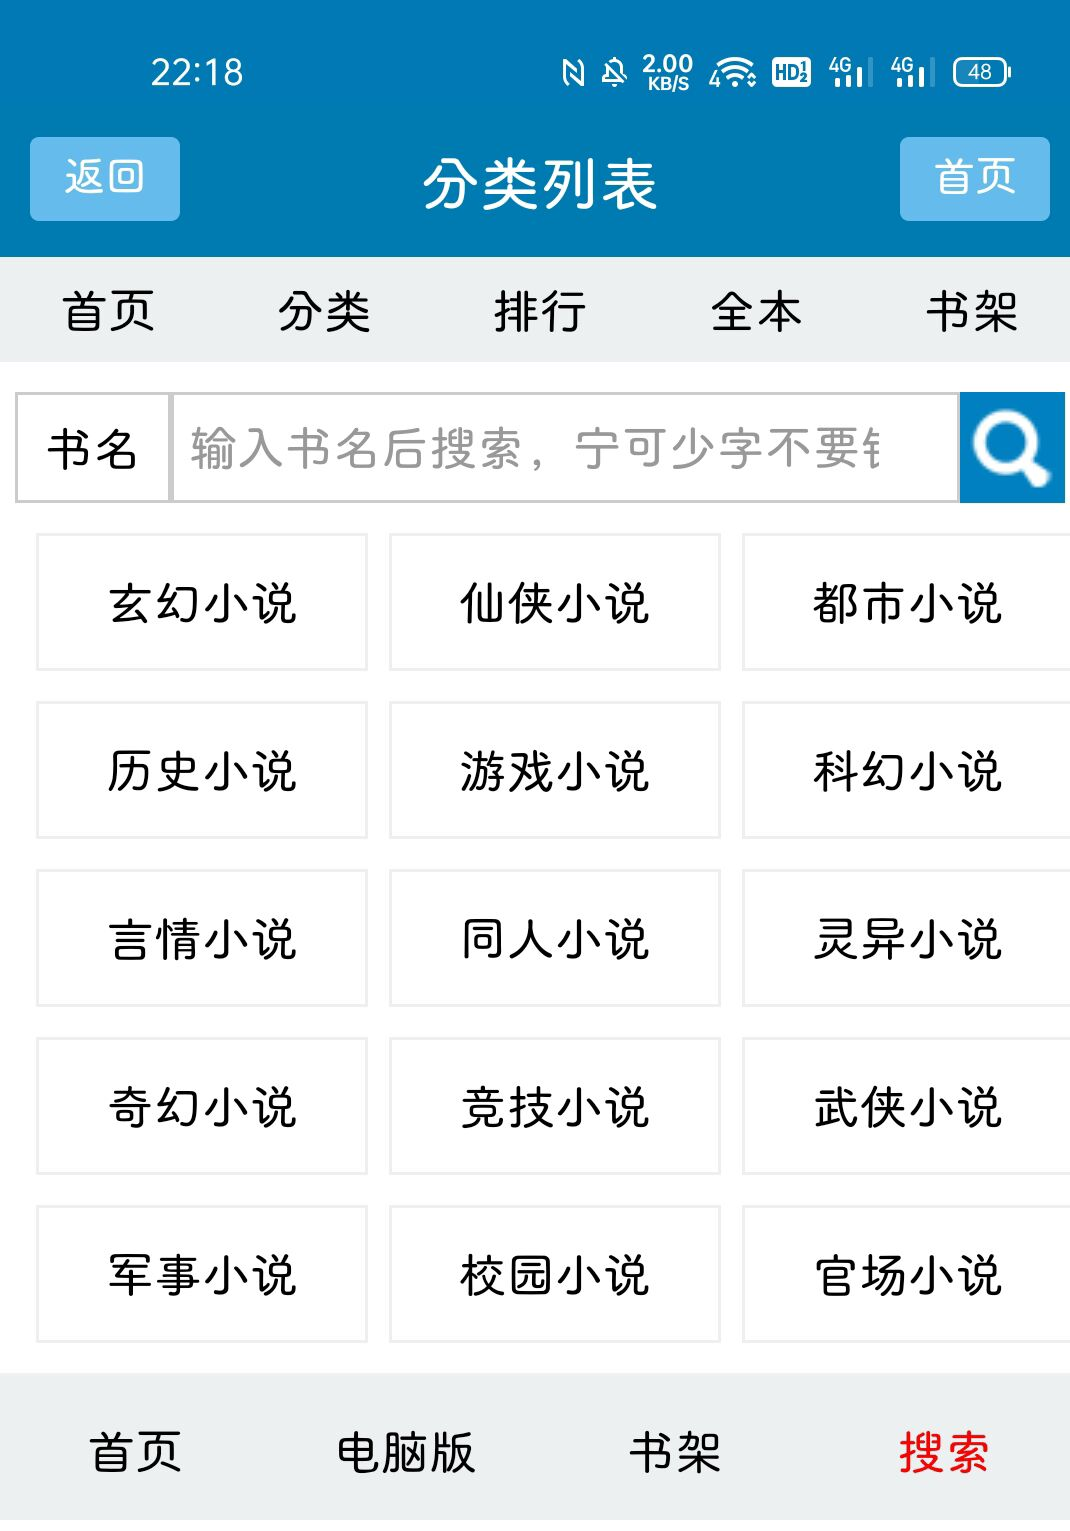 22:18 2.00 KB/S 4 HD 1 2 4G 4G 48
返回 分类列表 首页
首页 分类 排行 全本 书架
书名 输入书名后搜索，宁可少字不要
玄幻小说 仙侠小说 都市小说
历史小说 游戏小说 科幻小说
言情小说 同人小说 灵异小说
奇幻小说 竞技小说 武侠小说
军事小说 校园小说 官场小说
首页 电脑版 书架 搜索